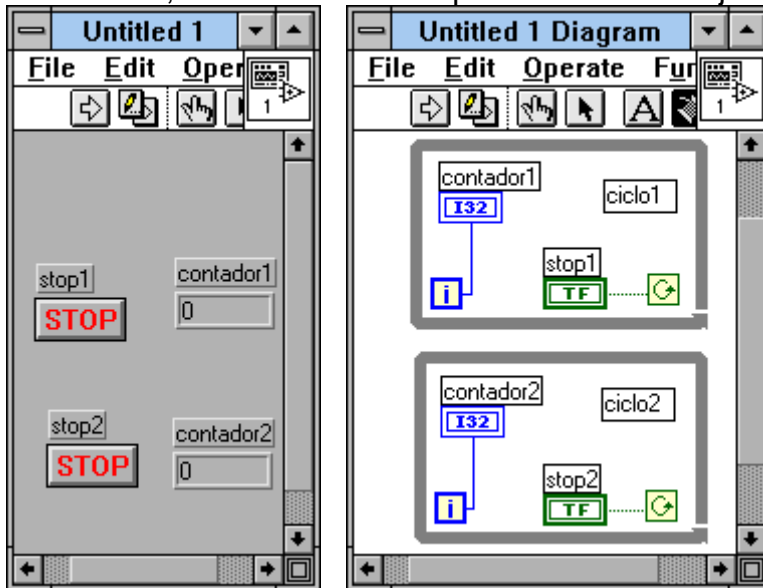 Untitled 1
File Edit Oper
1
stop1
contador1
STOP
0
stop2
contador2
STOP
0
Untitled 1 Diagram
File Edit Operate Fur
A
1
contador1
ciclo1
I32
stop1
i
TF
contador2
ciclo2
I32
stop2
i
TF